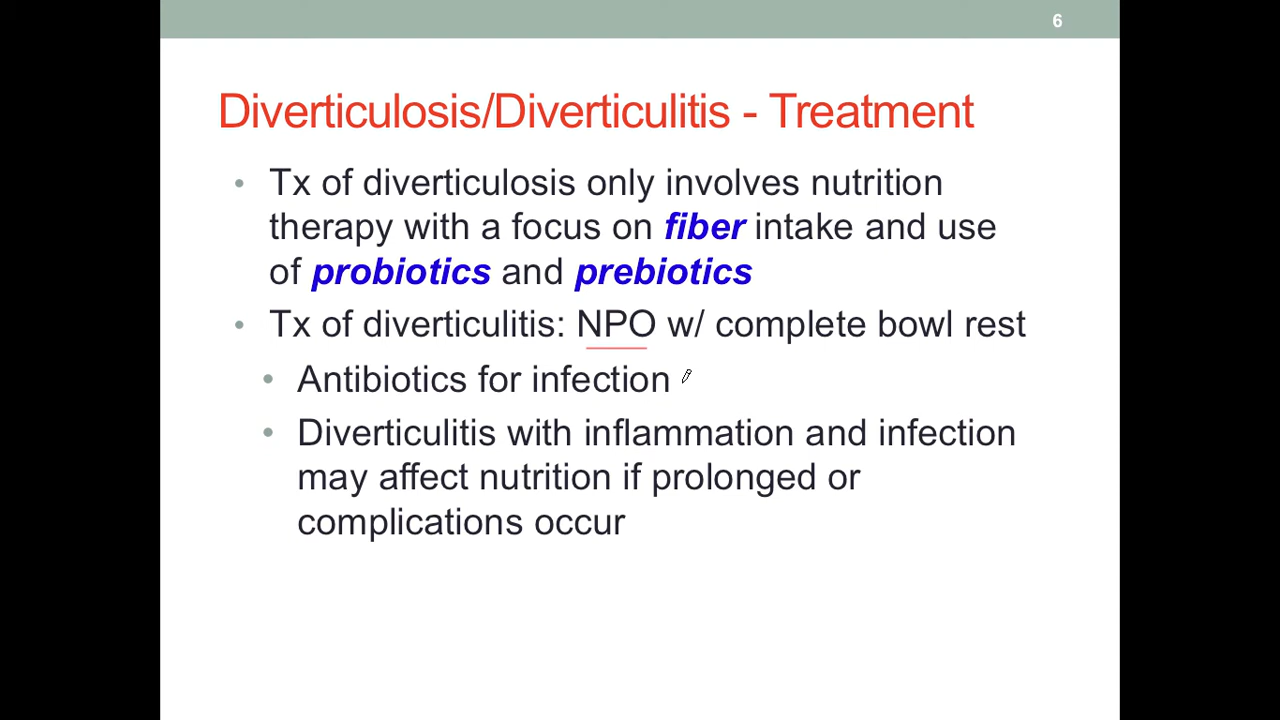 6
Diverticulosis/Diverticulitis - Treatment
• Tx of diverticulosis only involves nutrition
therapy with a focus on fiber intake and use
of probiotics and prebiotics
• Tx of diverticulitis: NPO w/ complete bowl rest
• Antibiotics for infection
• Diverticulitis with inflammation and infection
may affect nutrition if prolonged or
complications occur